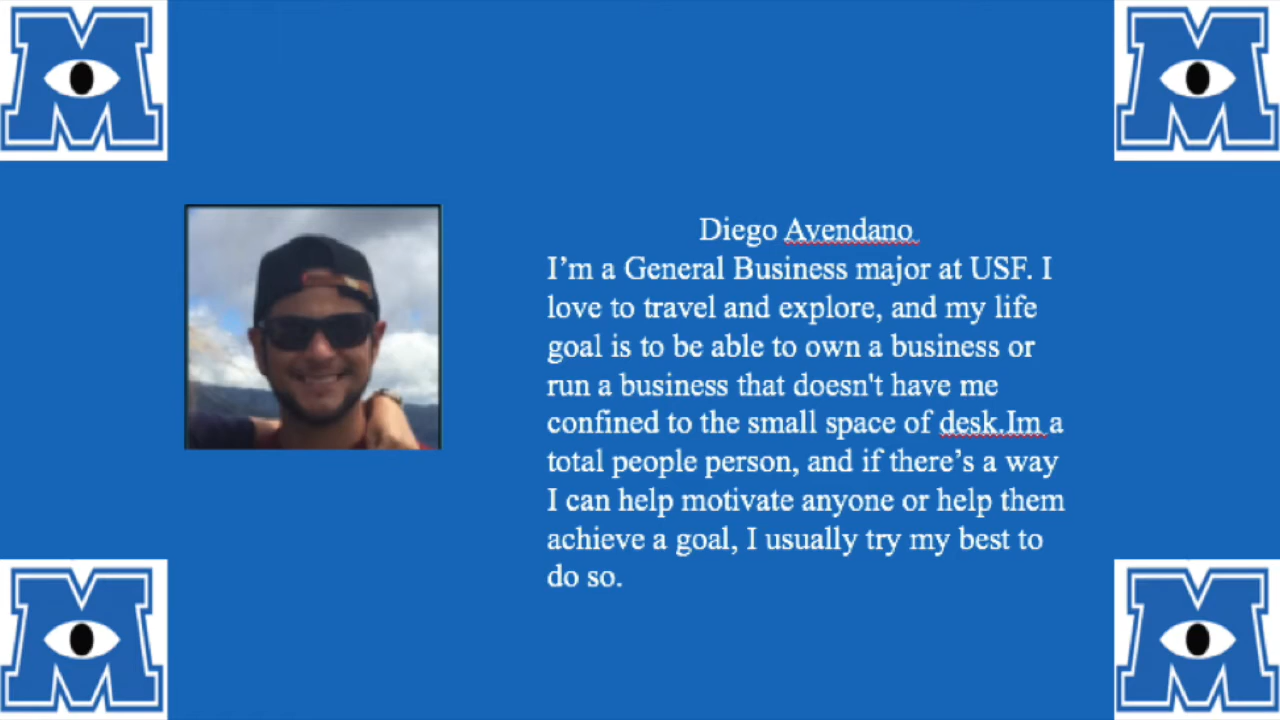 M
M
Diego Avendano
I’m a General Business major at USF. I
love to travel and explore, and my life
goal is to be able to own a business or
run a business that doesn't have me
confined to the small space of desk.Im a
total people person, and if there’s a way
I can help motivate anyone or help them
achieve a goal, I usually try my best to
do so.
M
M